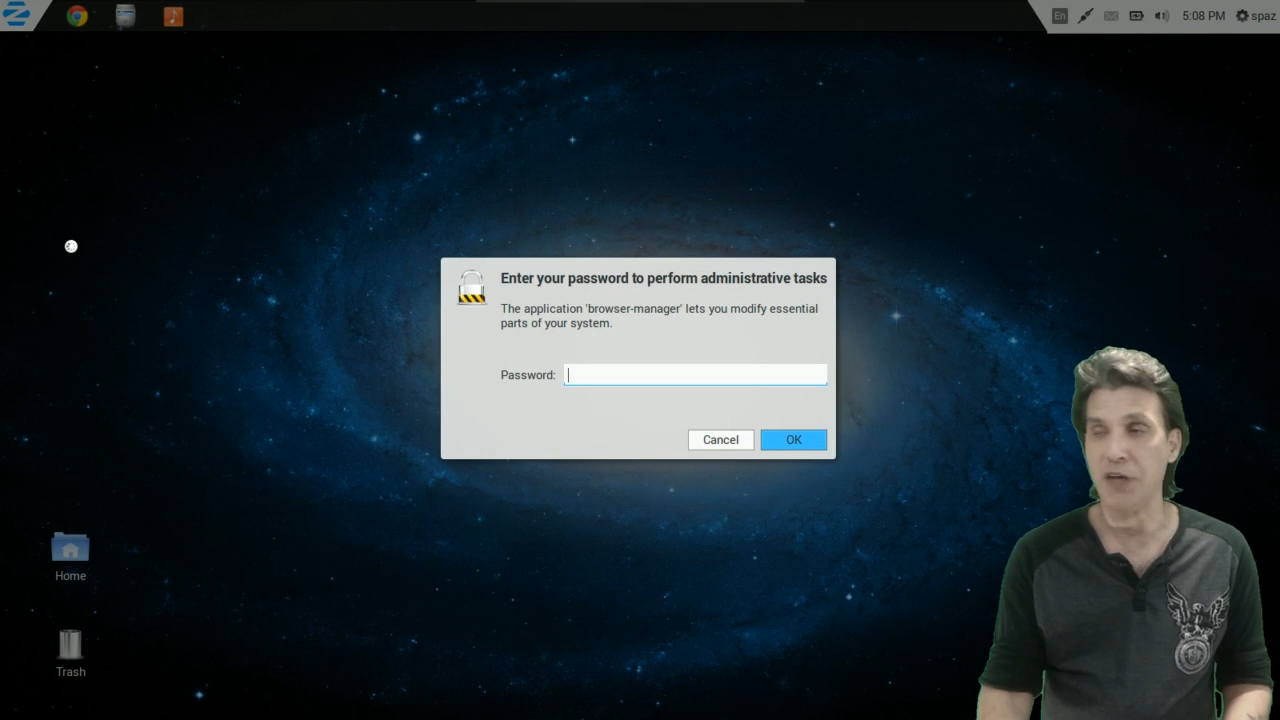 En
5:08 PM
spaz
Enter your password to perform administrative tasks
The application 'browser-manager' lets you modify essential
parts of your system.
Password:
Cancel
OK
Home
Trash